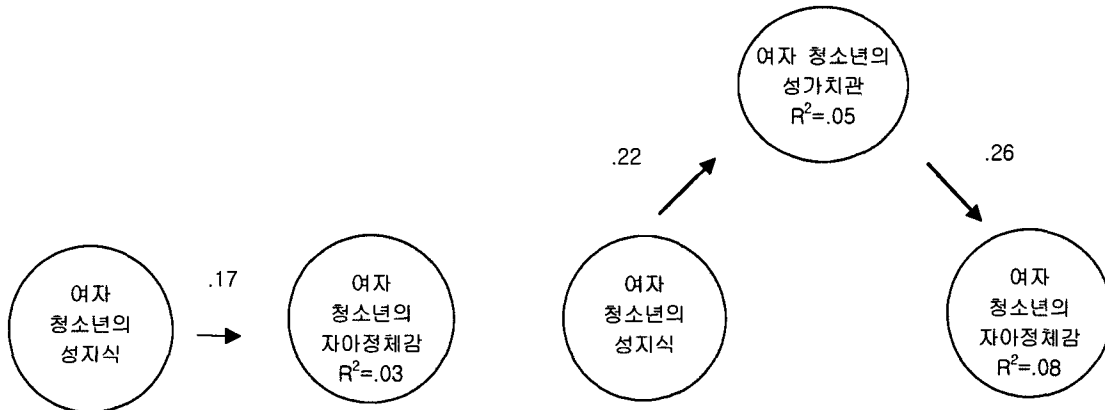 여자
청소년의
성지식
.17
여자
청소년의
자아정체감
R²=.03
여자
청소년의
성지식
.22
여자 청소년의
성가치관
R²=.05
.26
여자
청소년의
자아정체감
R²=.08